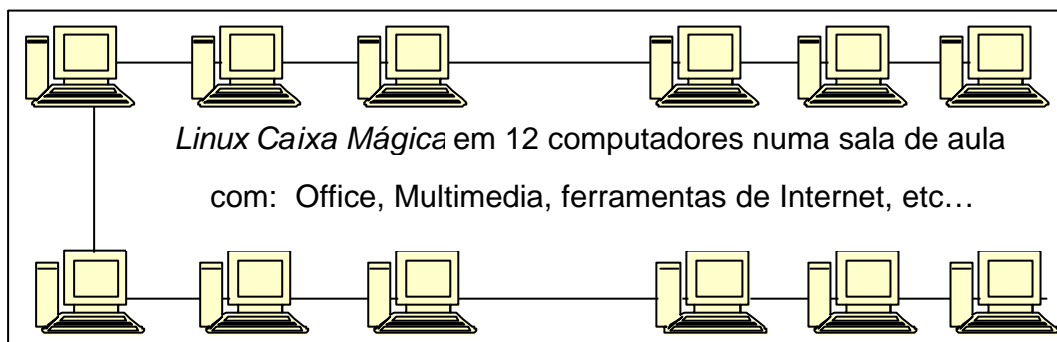 Linux Caixa Mágica em 12 computadores numa sala de aula
com: Office, Multimedia, ferramentas de Internet, etc…